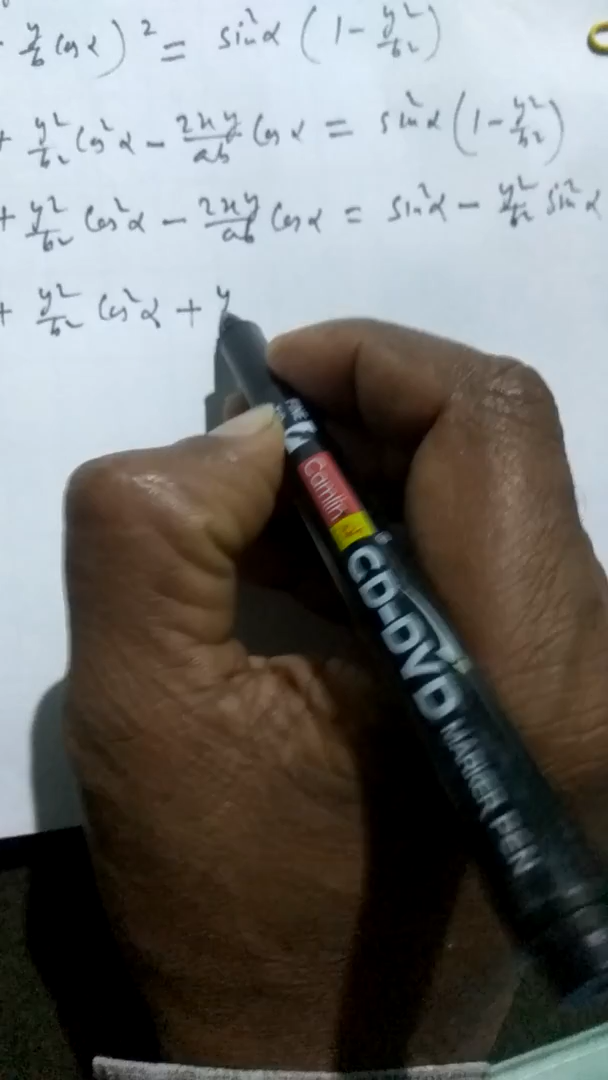 - y/b cos α)² = sin²α (1 - y²/b²)
+ y²/b² cos²α - 2xy/ab cos α = sin²α (1 - y²/b²)
+ y²/b² cos²α - 2xy/ab cos α = sin²α - y²/b² sin²α
+ y²/b² cos²α + y
FINE
Camlin
CD-DVD
MARKER PEN